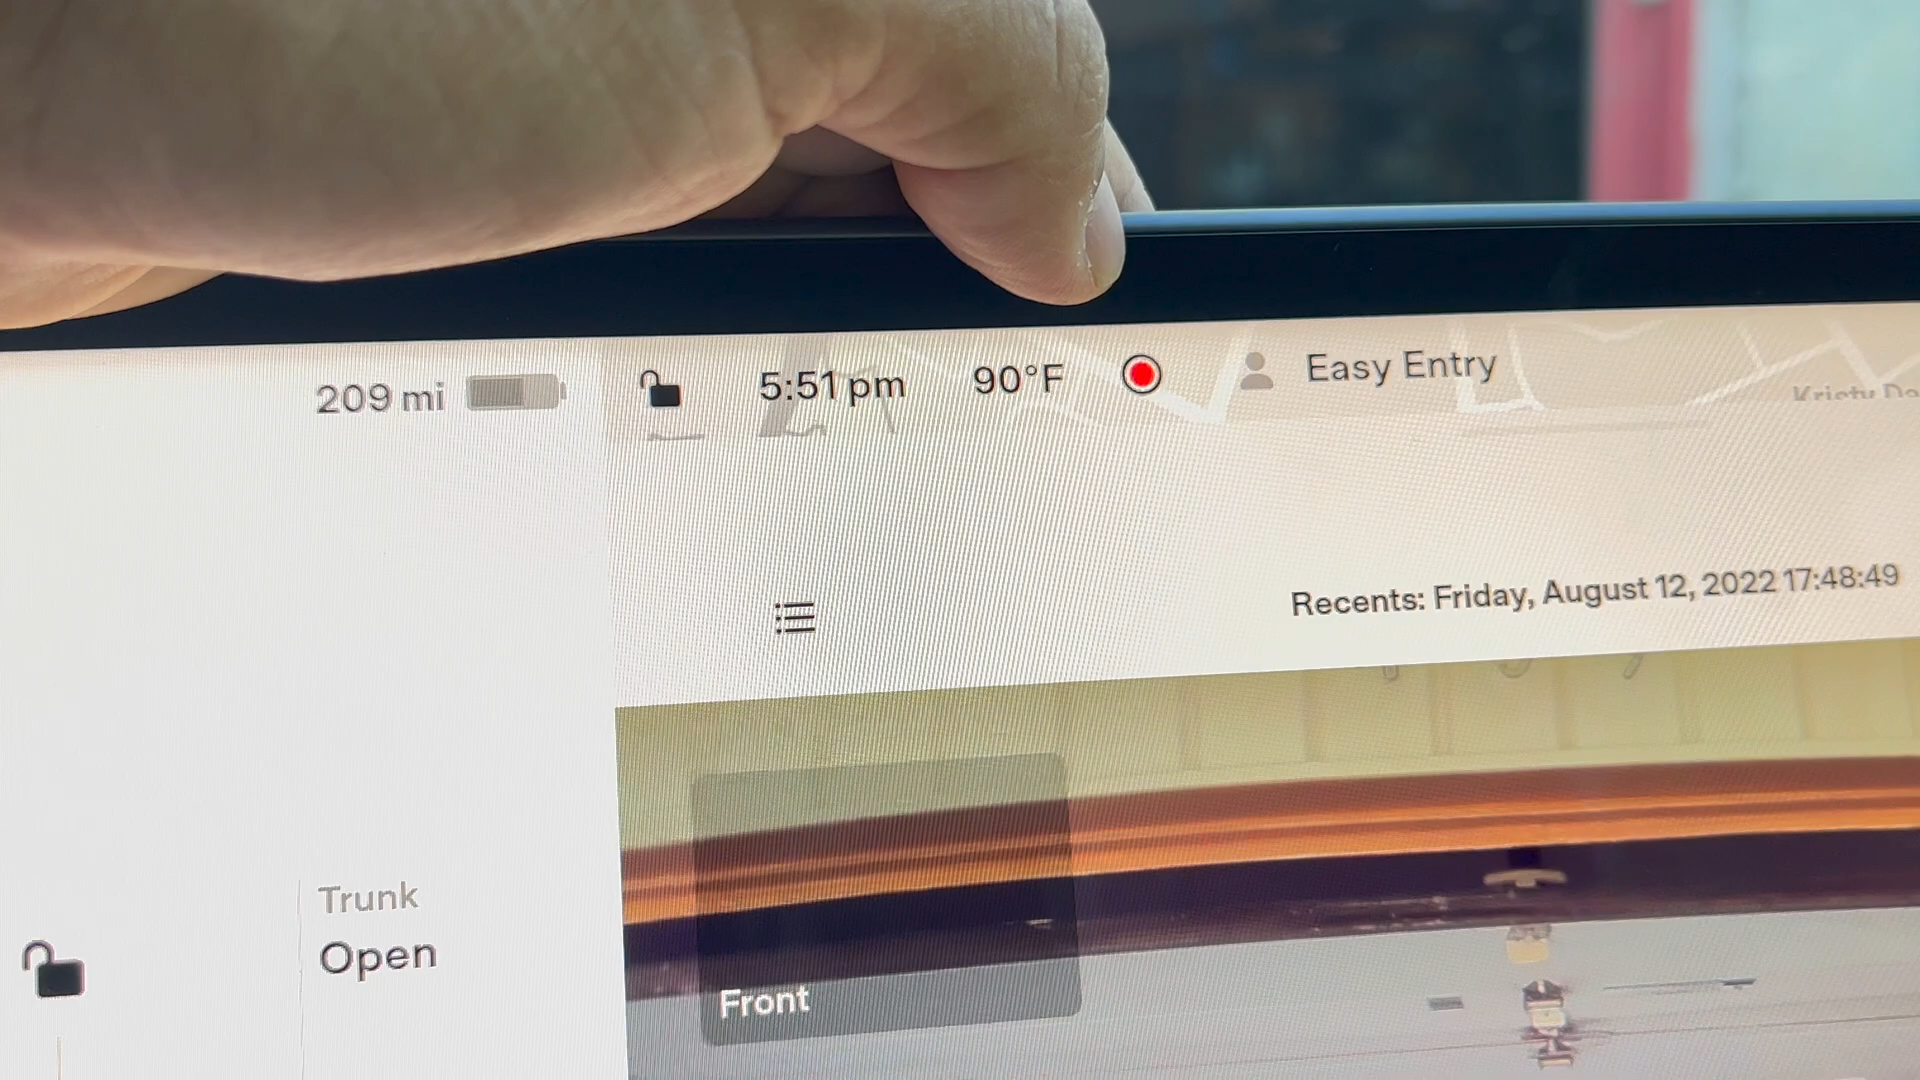 209 mi
5:51 pm
90°F
Easy Entry
Recents: Friday, August 12, 2022 17:48:49
Trunk
Open
Front